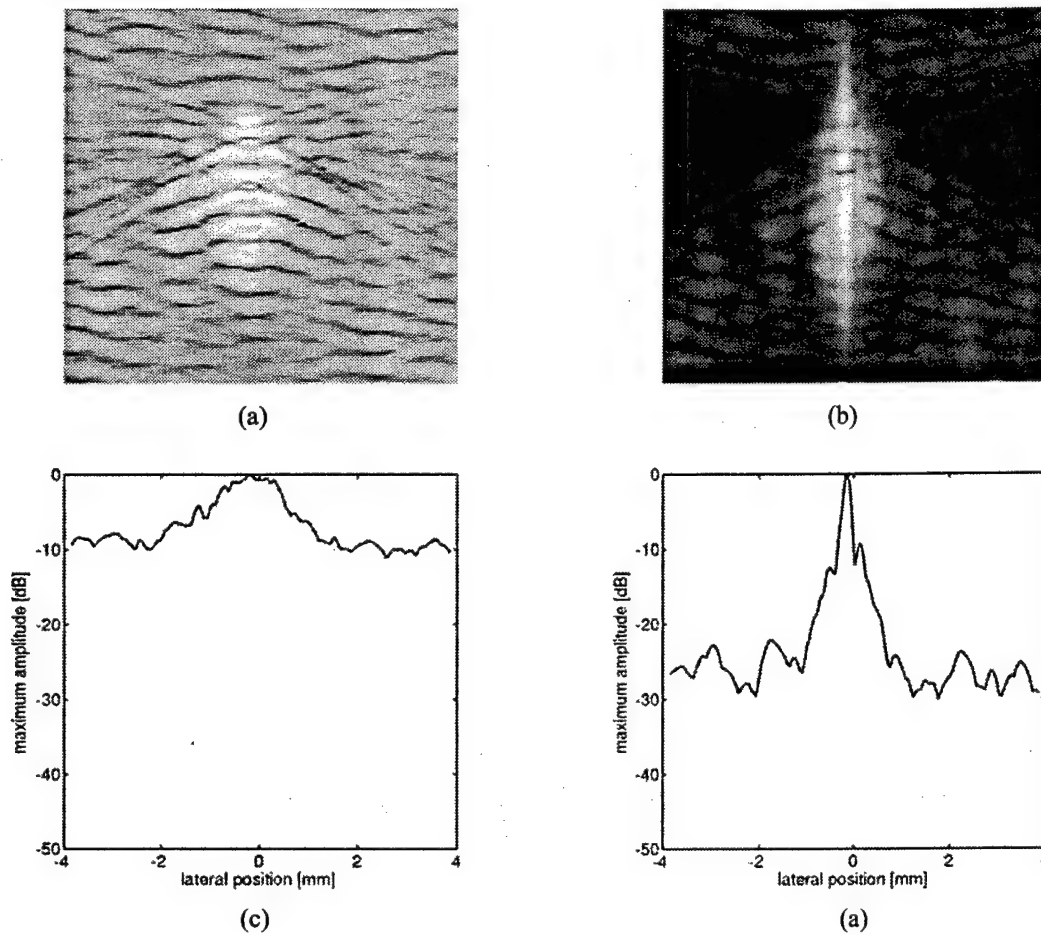 (a)
(b)
0
-10
-20
-30
-40
-50
maximum amplitude [dB]
-4
-2
0
2
4
lateral position [mm]
(c)
0
-10
-20
-30
-40
-50
maximum amplitude [dB]
-4
-2
0
2
lateral position [mm]
(a)